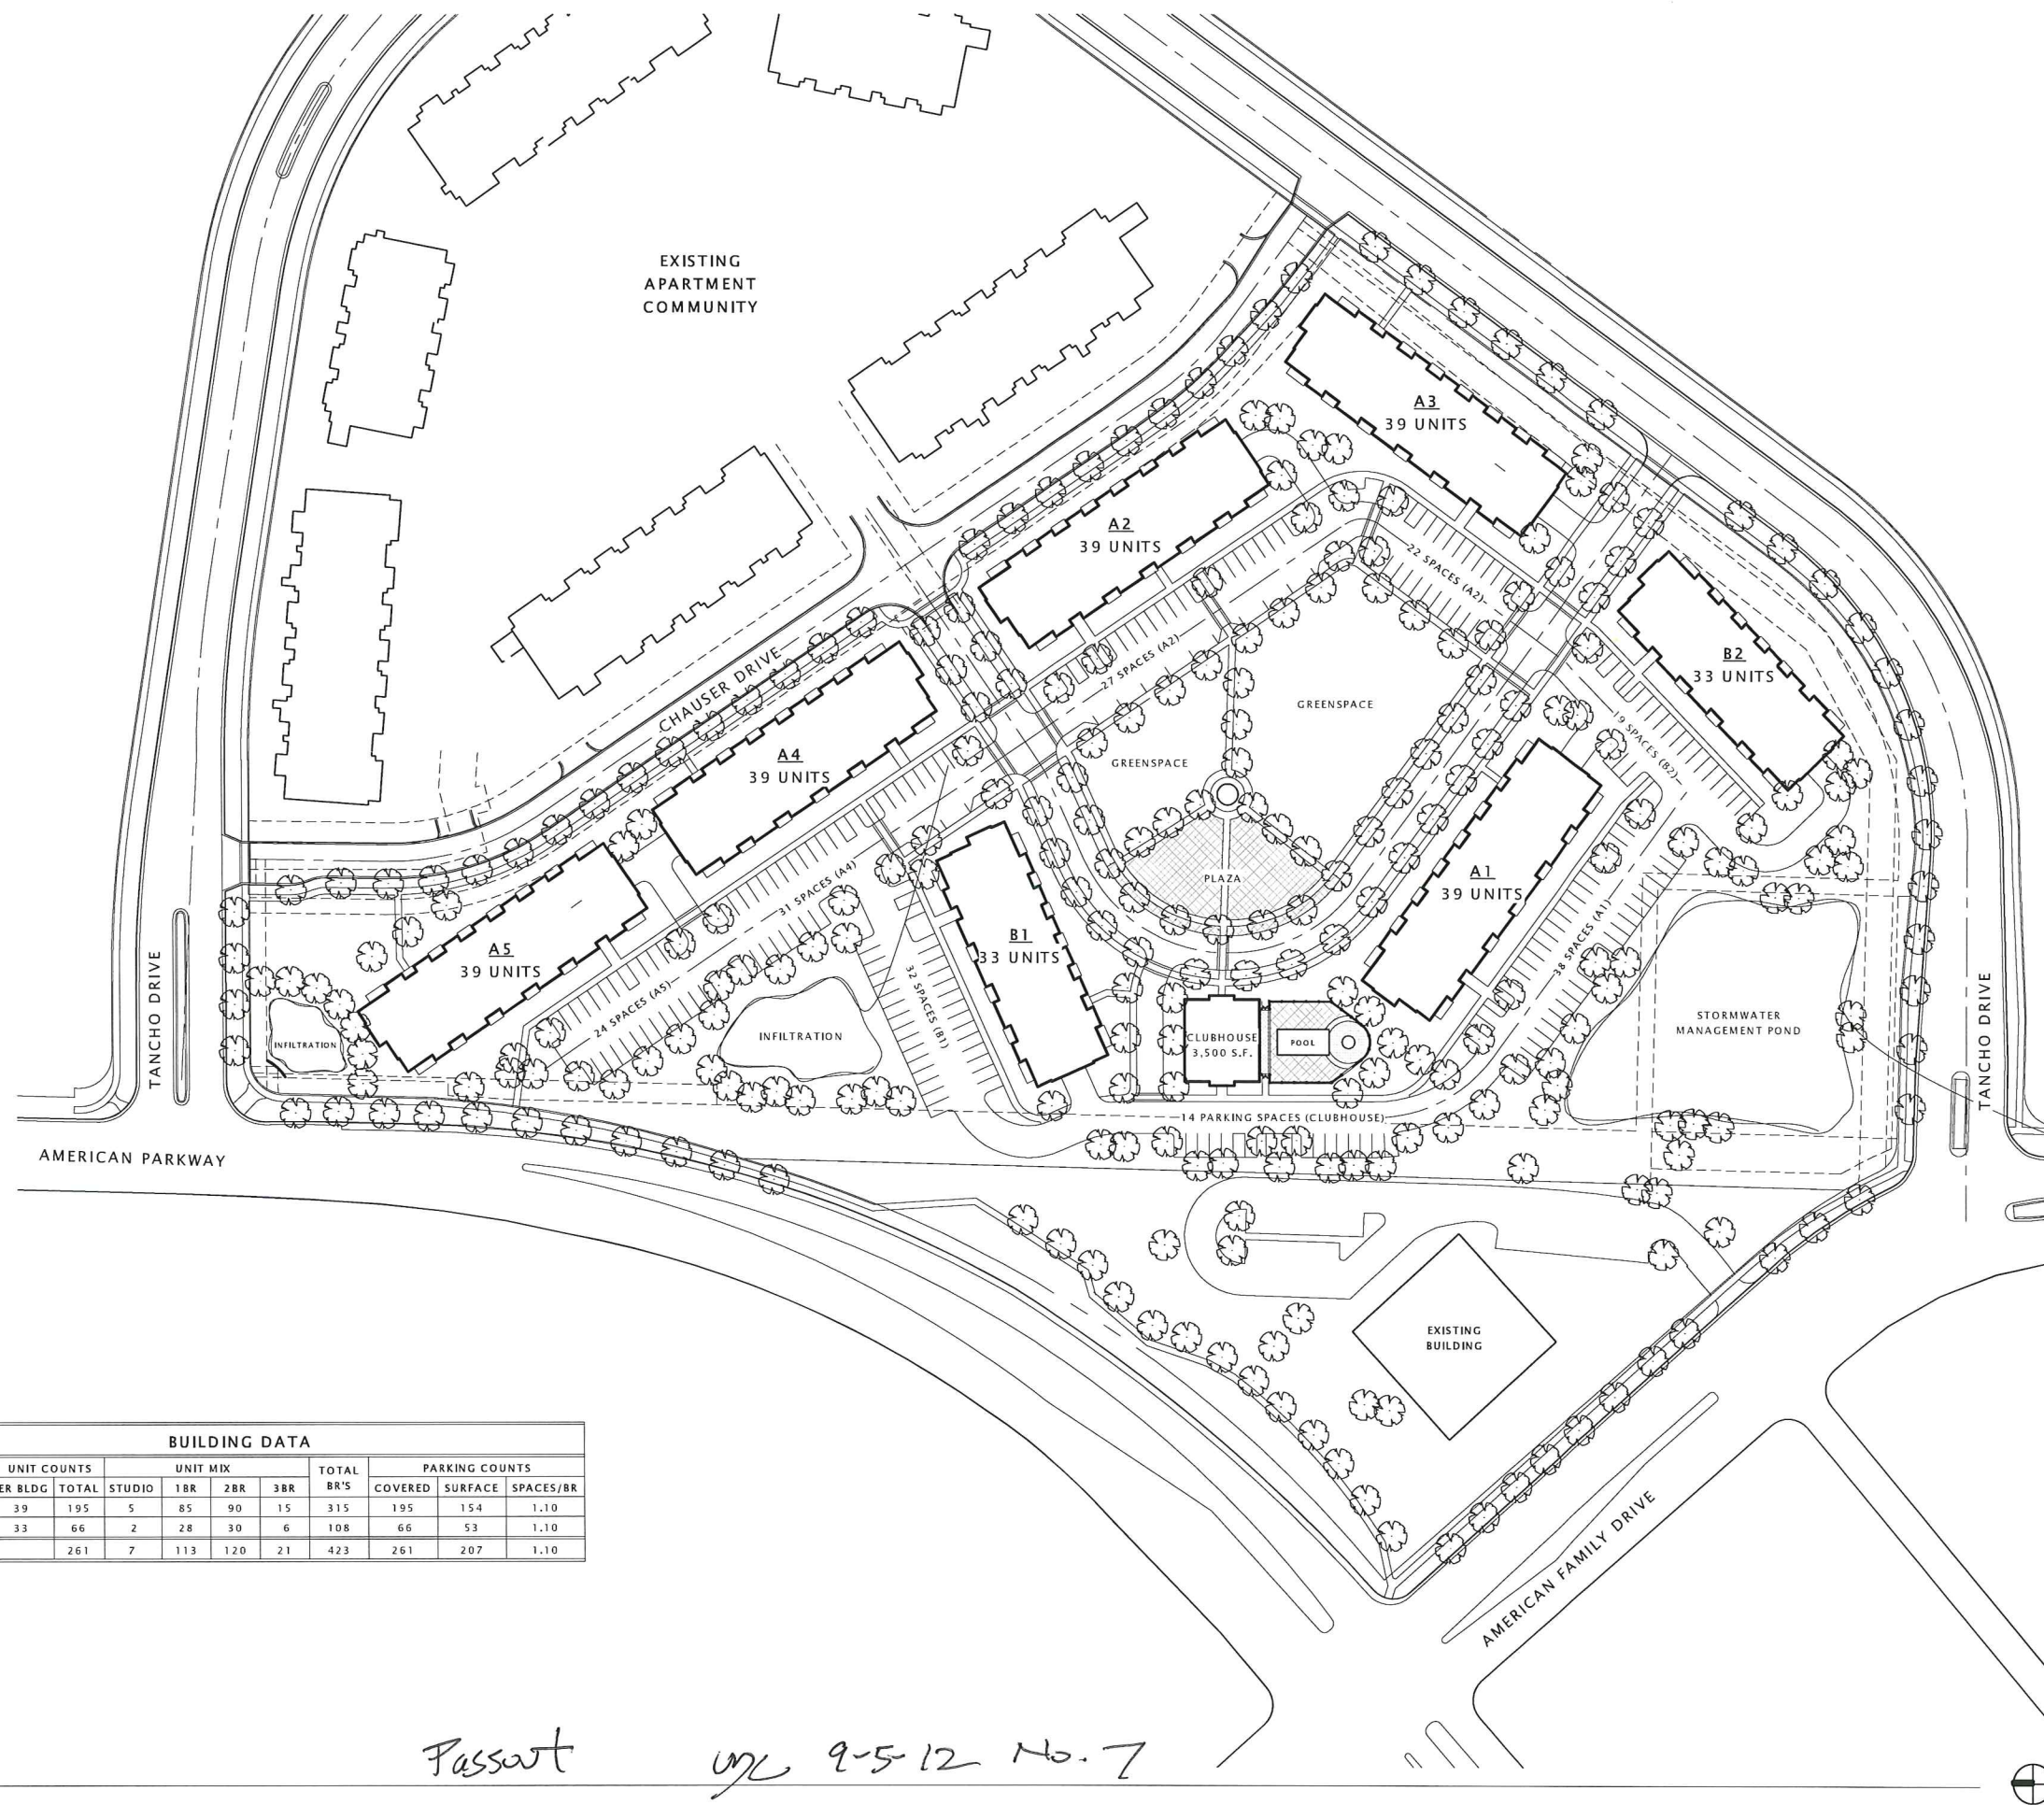 EXISTING
APARTMENT
COMMUNITY
A3
39 UNITS
A2
39 UNITS
22 SPACES (A2)
B2
33 UNITS
27 SPACES (A2)
CHAUSER DRIVE
GREENSPACE
19 SPACES (B2)
GREENSPACE
A4
39 UNITS
31 SPACES (A4)
PLAZA
A1
39 UNITS
38 SPACES (A1)
A5
39 UNITS
B1
33 UNITS
24 SPACES (A5)
32 SPACES (B1)
TANCHO DRIVE
INFILTRATION
INFILTRATION
CLUBHOUSE
3,500 S.F.
POOL
STORMWATER
MANAGEMENT POND
TANCHO DRIVE
14 PARKING SPACES (CLUBHOUSE)
AMERICAN PARKWAY
EXISTING
BUILDING
AMERICAN FAMILY DRIVE
BUILDING DATA
UNIT COUNTS UNIT MIX TOTAL BR'S PARKING COUNTS
ER BLDG TOTAL STUDIO 1BR 2BR 3BR COVERED SURFACE SPACES/BR
39 195 5 85 90 15 315 195 154 1.10
33 66 2 28 30 6 108 66 53 1.10
261 7 113 120 21 423 261 207 1.10
Passout 9-5-12 No. 7